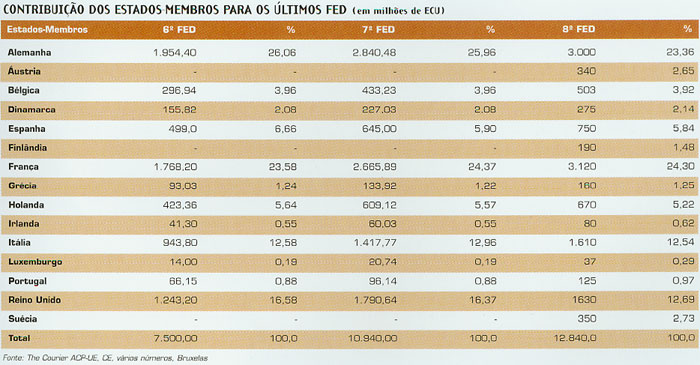 CONTRIBUIÇÃO DOS ESTADOS-MEMBROS PARA OS ÚLTIMOS FED (em milhões de ECU)
Estados-Membros 6º FED % 7º FED % 8º FED %
Alemanha 1.954,40 26,06 2.840,48 25,96 3.000 23,36
Áustria - - - - 340 2,65
Bélgica 296,94 3,96 433,23 3,96 503 3,92
Dinamarca 155,82 2,08 227,03 2,08 275 2,14
Espanha 499,0 6,66 645,00 5,90 750 5,84
Finlândia - - - - 190 1,48
França 1.768,20 23,58 2.665,89 24,37 3.120 24,30
Grécia 93,03 1,24 133,92 1,22 160 1,25
Holanda 423,36 5,64 609,12 5,57 670 5,22
Irlanda 41,30 0,55 60,03 0,55 80 0,62
Itália 943,80 12,58 1.417,77 12,96 1.610 12,54
Luxemburgo 14,00 0,19 20,74 0,19 37 0,29
Portugal 66,15 0,88 96,14 0,88 125 0,97
Reino Unido 1.243,20 16,58 1.790,64 16,37 1630 12,69
Suécia - - - - 350 2,73
Total 7.500,00 100,0 10.940,00 100,0 12.840,0 100,0
Fonte: The Courier ACP-UE, CE, vários números, Bruxelas